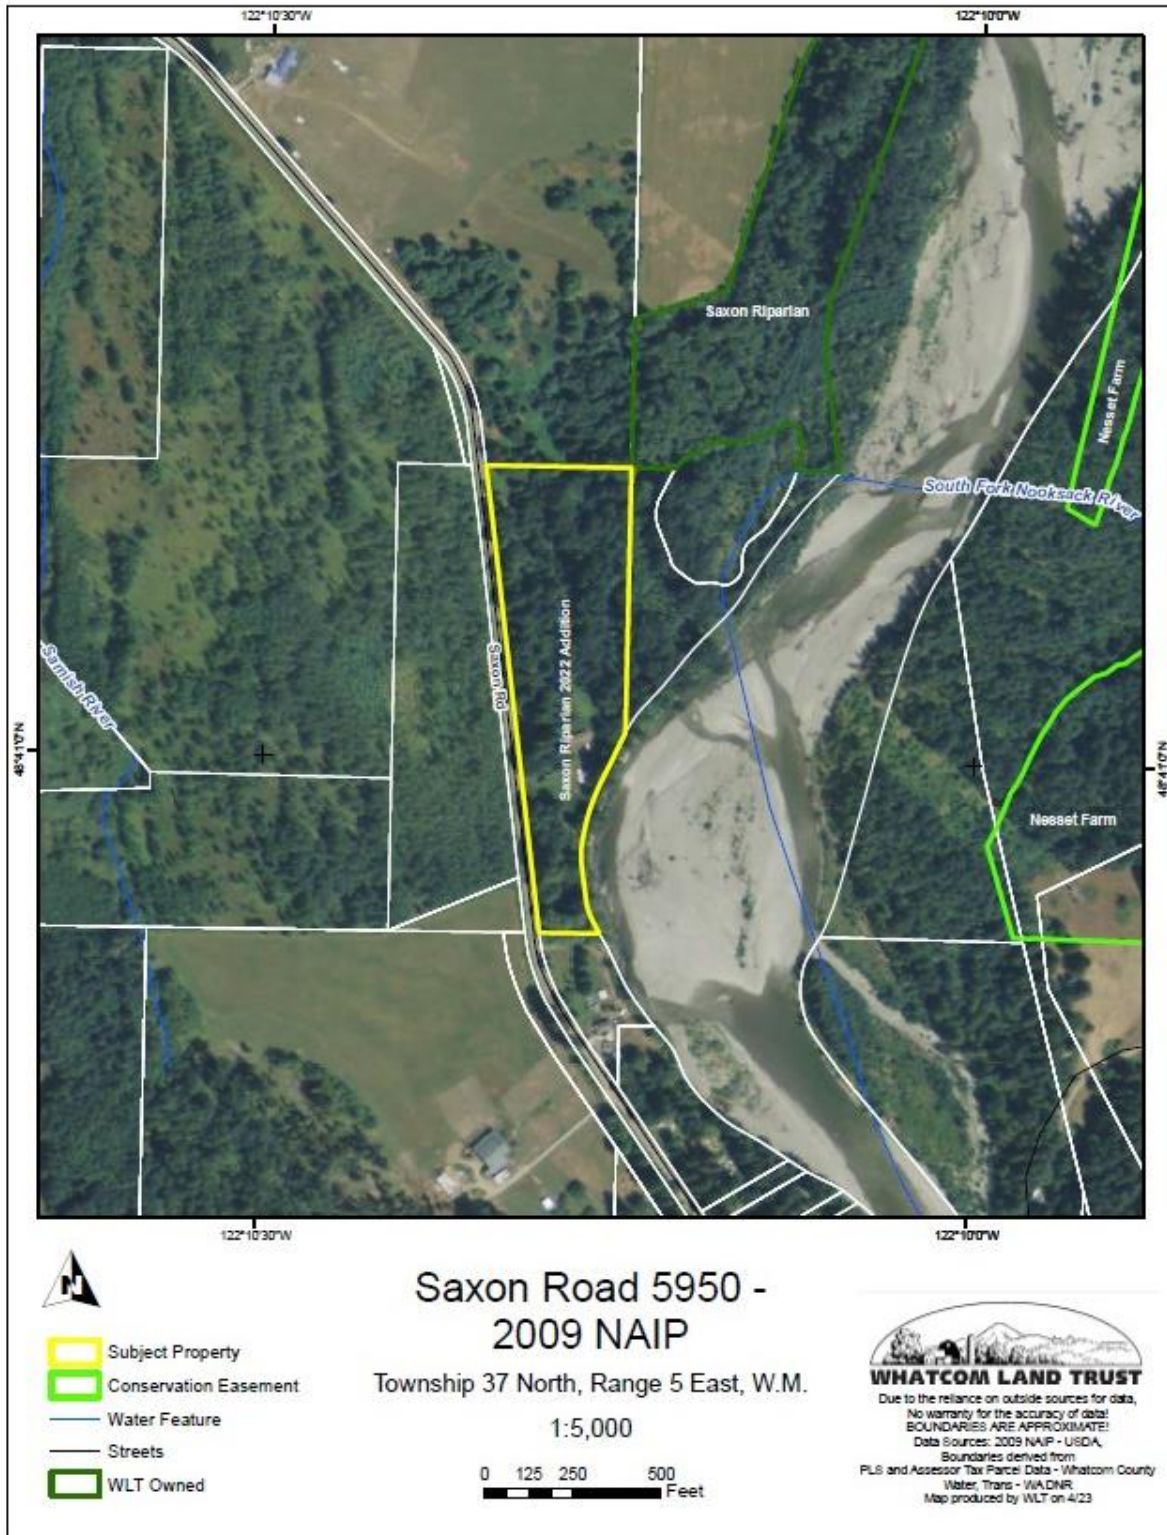 122°10'30"W
122°10'0"W
Saxon Riparian
Nesset Farm
South Fork Nooksack River
Saxon Riparian 2022 Addition
Saxon Rd
Samish River
48°41'0"N
48°41'0"N
Nesset Farm
122°10'30"W
122°10'0"W
N
Saxon Road 5950 -
2009 NAIP
Township 37 North, Range 5 East, W.M.
1:5,000
0 125 250 500
Feet
Subject Property
Conservation Easement
Water Feature
Streets
WLT Owned
WHATCOM LAND TRUST
Due to the reliance on outside sources for data,
No warranty for the accuracy of data!
BOUNDARIES ARE APPROXIMATE!
Data Sources: 2009 NAIP - USDA,
Boundaries derived from
PLS and Assessor Tax Parcel Data - Whatcom County
Water, Trans - WADNR
Map produced by WLT on 4/23